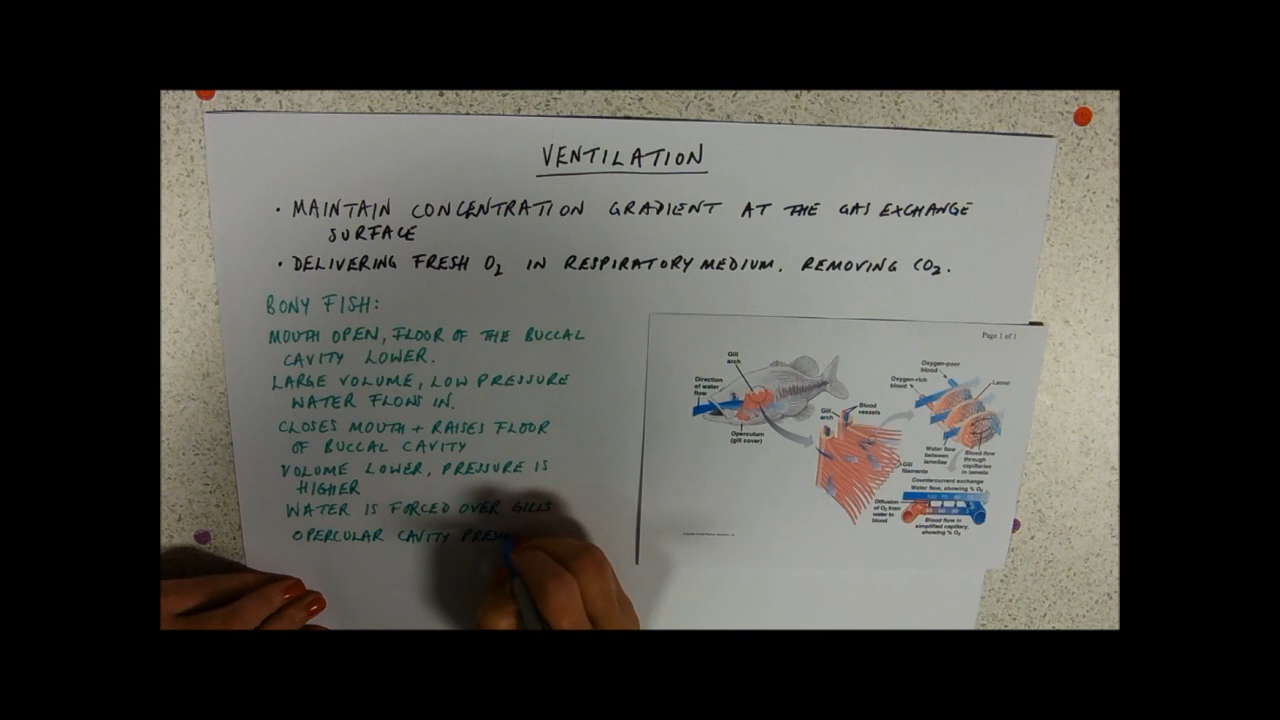 VENTILATION
· MAINTAIN CONCENTRATION GRADIENT AT THE GAS EXCHANGE
SURFACE
· DELIVERING FRESH O2 IN RESPIRATORY MEDIUM, REMOVING CO2.
BONY FISH:
MOUTH OPEN, FLOOR OF THE BUCCAL
CAVITY LOWER.
LARGE VOLUME, LOW PRESSURE
WATER FLOWS IN.
CLOSES MOUTH + RAISES FLOOR
OF BUCCAL CAVITY
VOLUME LOWER, PRESSURE IS
HIGHER
WATER IS FORCED OVER GILLS
OPERCULAR CAVITY PRES
Page 1 of 1
Gill
arch
Direction
of water
flow
Operculum
(gill cover)
Gill
arch
Blood
vessels
Gill
filaments
Oxygen-poor
blood
Oxygen-rich
blood
Water flow
between
lamellae
Blood flow
through
capillaries
in lamella
Countercurrent exchange
Water flow, showing % O2
Diffusion
of O2 from
water to
blood
Blood flow in
simplified capillary,
showing % O2